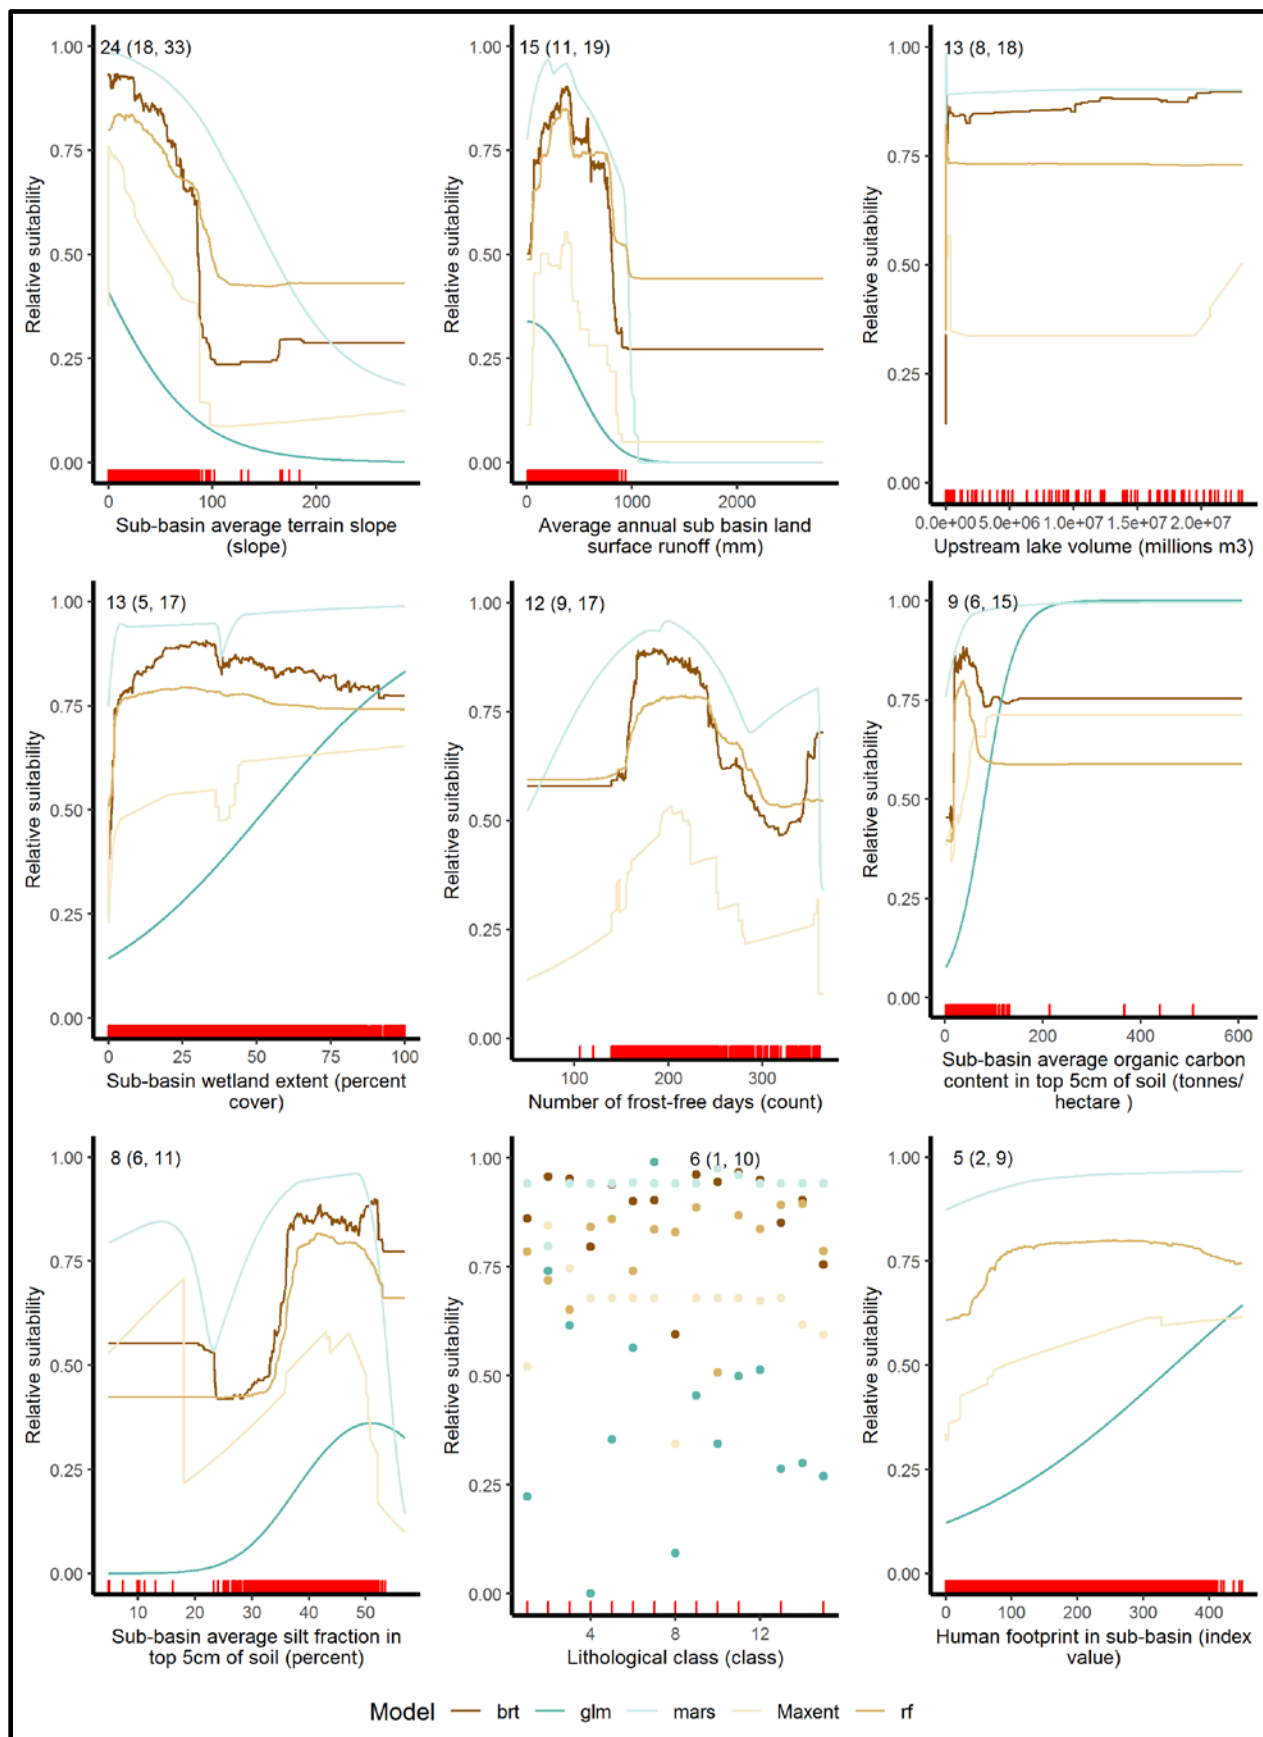 24 (18, 33)
1.00
0.75
0.50
0.25
0.00
Relative suitability
0
100
200
Sub-basin average terrain slope
(slope)
15 (11, 19)
1.00
0.75
0.50
0.25
0.00
Relative suitability
0
1000
2000
Average annual sub basin land
surface runoff (mm)
13 (8, 18)
1.00
0.75
0.50
0.25
0.00
Relative suitability
0.0e+00
5.0e+06
1.0e+07
1.5e+07
2.0e+07
Upstream lake volume (millions m3)
13 (5, 17)
1.00
0.75
0.50
0.25
0.00
Relative suitability
0
25
50
75
100
Sub-basin wetland extent (percent
cover)
12 (9, 17)
1.00
0.75
0.50
0.25
0.00
Relative suitability
100
200
300
Number of frost-free days (count)
9 (6, 15)
1.00
0.75
0.50
0.25
0.00
Relative suitability
0
200
400
600
Sub-basin average organic carbon
content in top 5cm of soil (tonnes/
hectare )
8 (6, 11)
1.00
0.75
0.50
0.25
0.00
Relative suitability
10
20
30
40
50
Sub-basin average silt fraction in
top 5cm of soil (percent)
6 (1, 10)
1.00
0.75
0.50
0.25
0.00
Relative suitability
4
8
12
Lithological class (class)
5 (2, 9)
1.00
0.75
0.50
0.25
0.00
Relative suitability
0
100
200
300
400
Human footprint in sub-basin (index
value)
Model brt glm mars Maxent rf